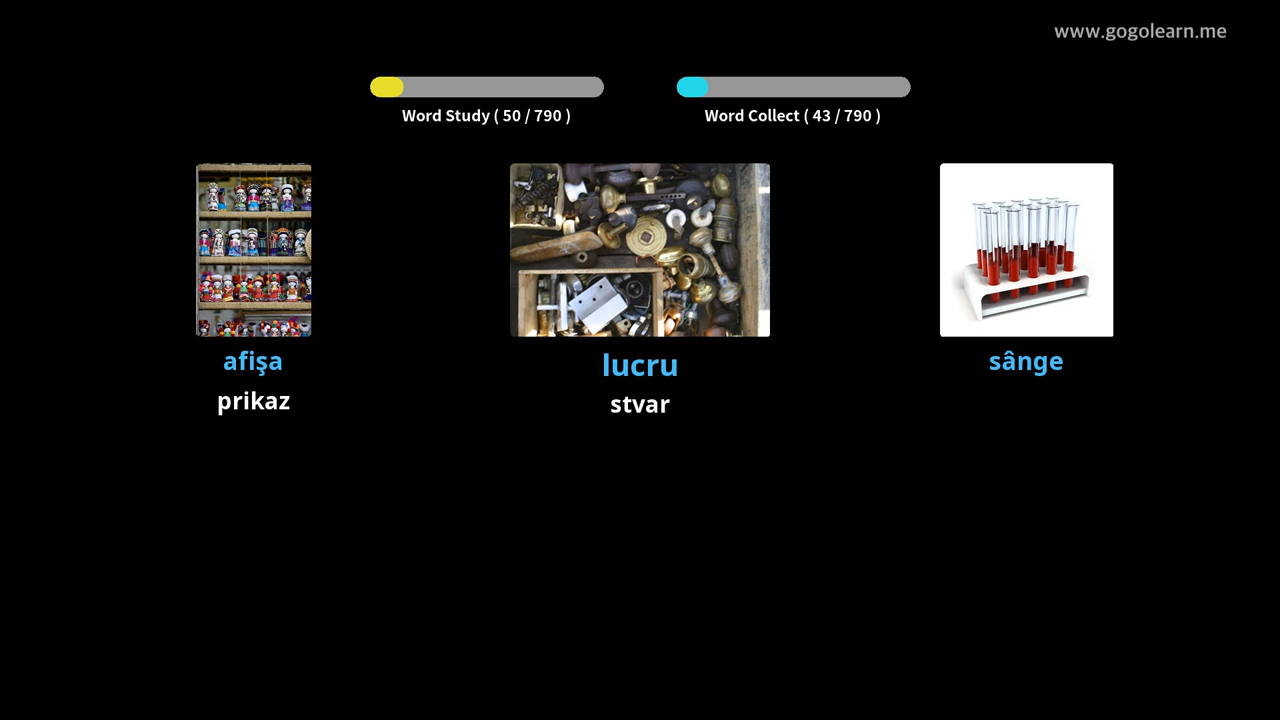 www.gogolearn.me
Word Study ( 50 / 790 )
Word Collect ( 43 / 790 )
afişa
lucru
sânge
prikaz
stvar